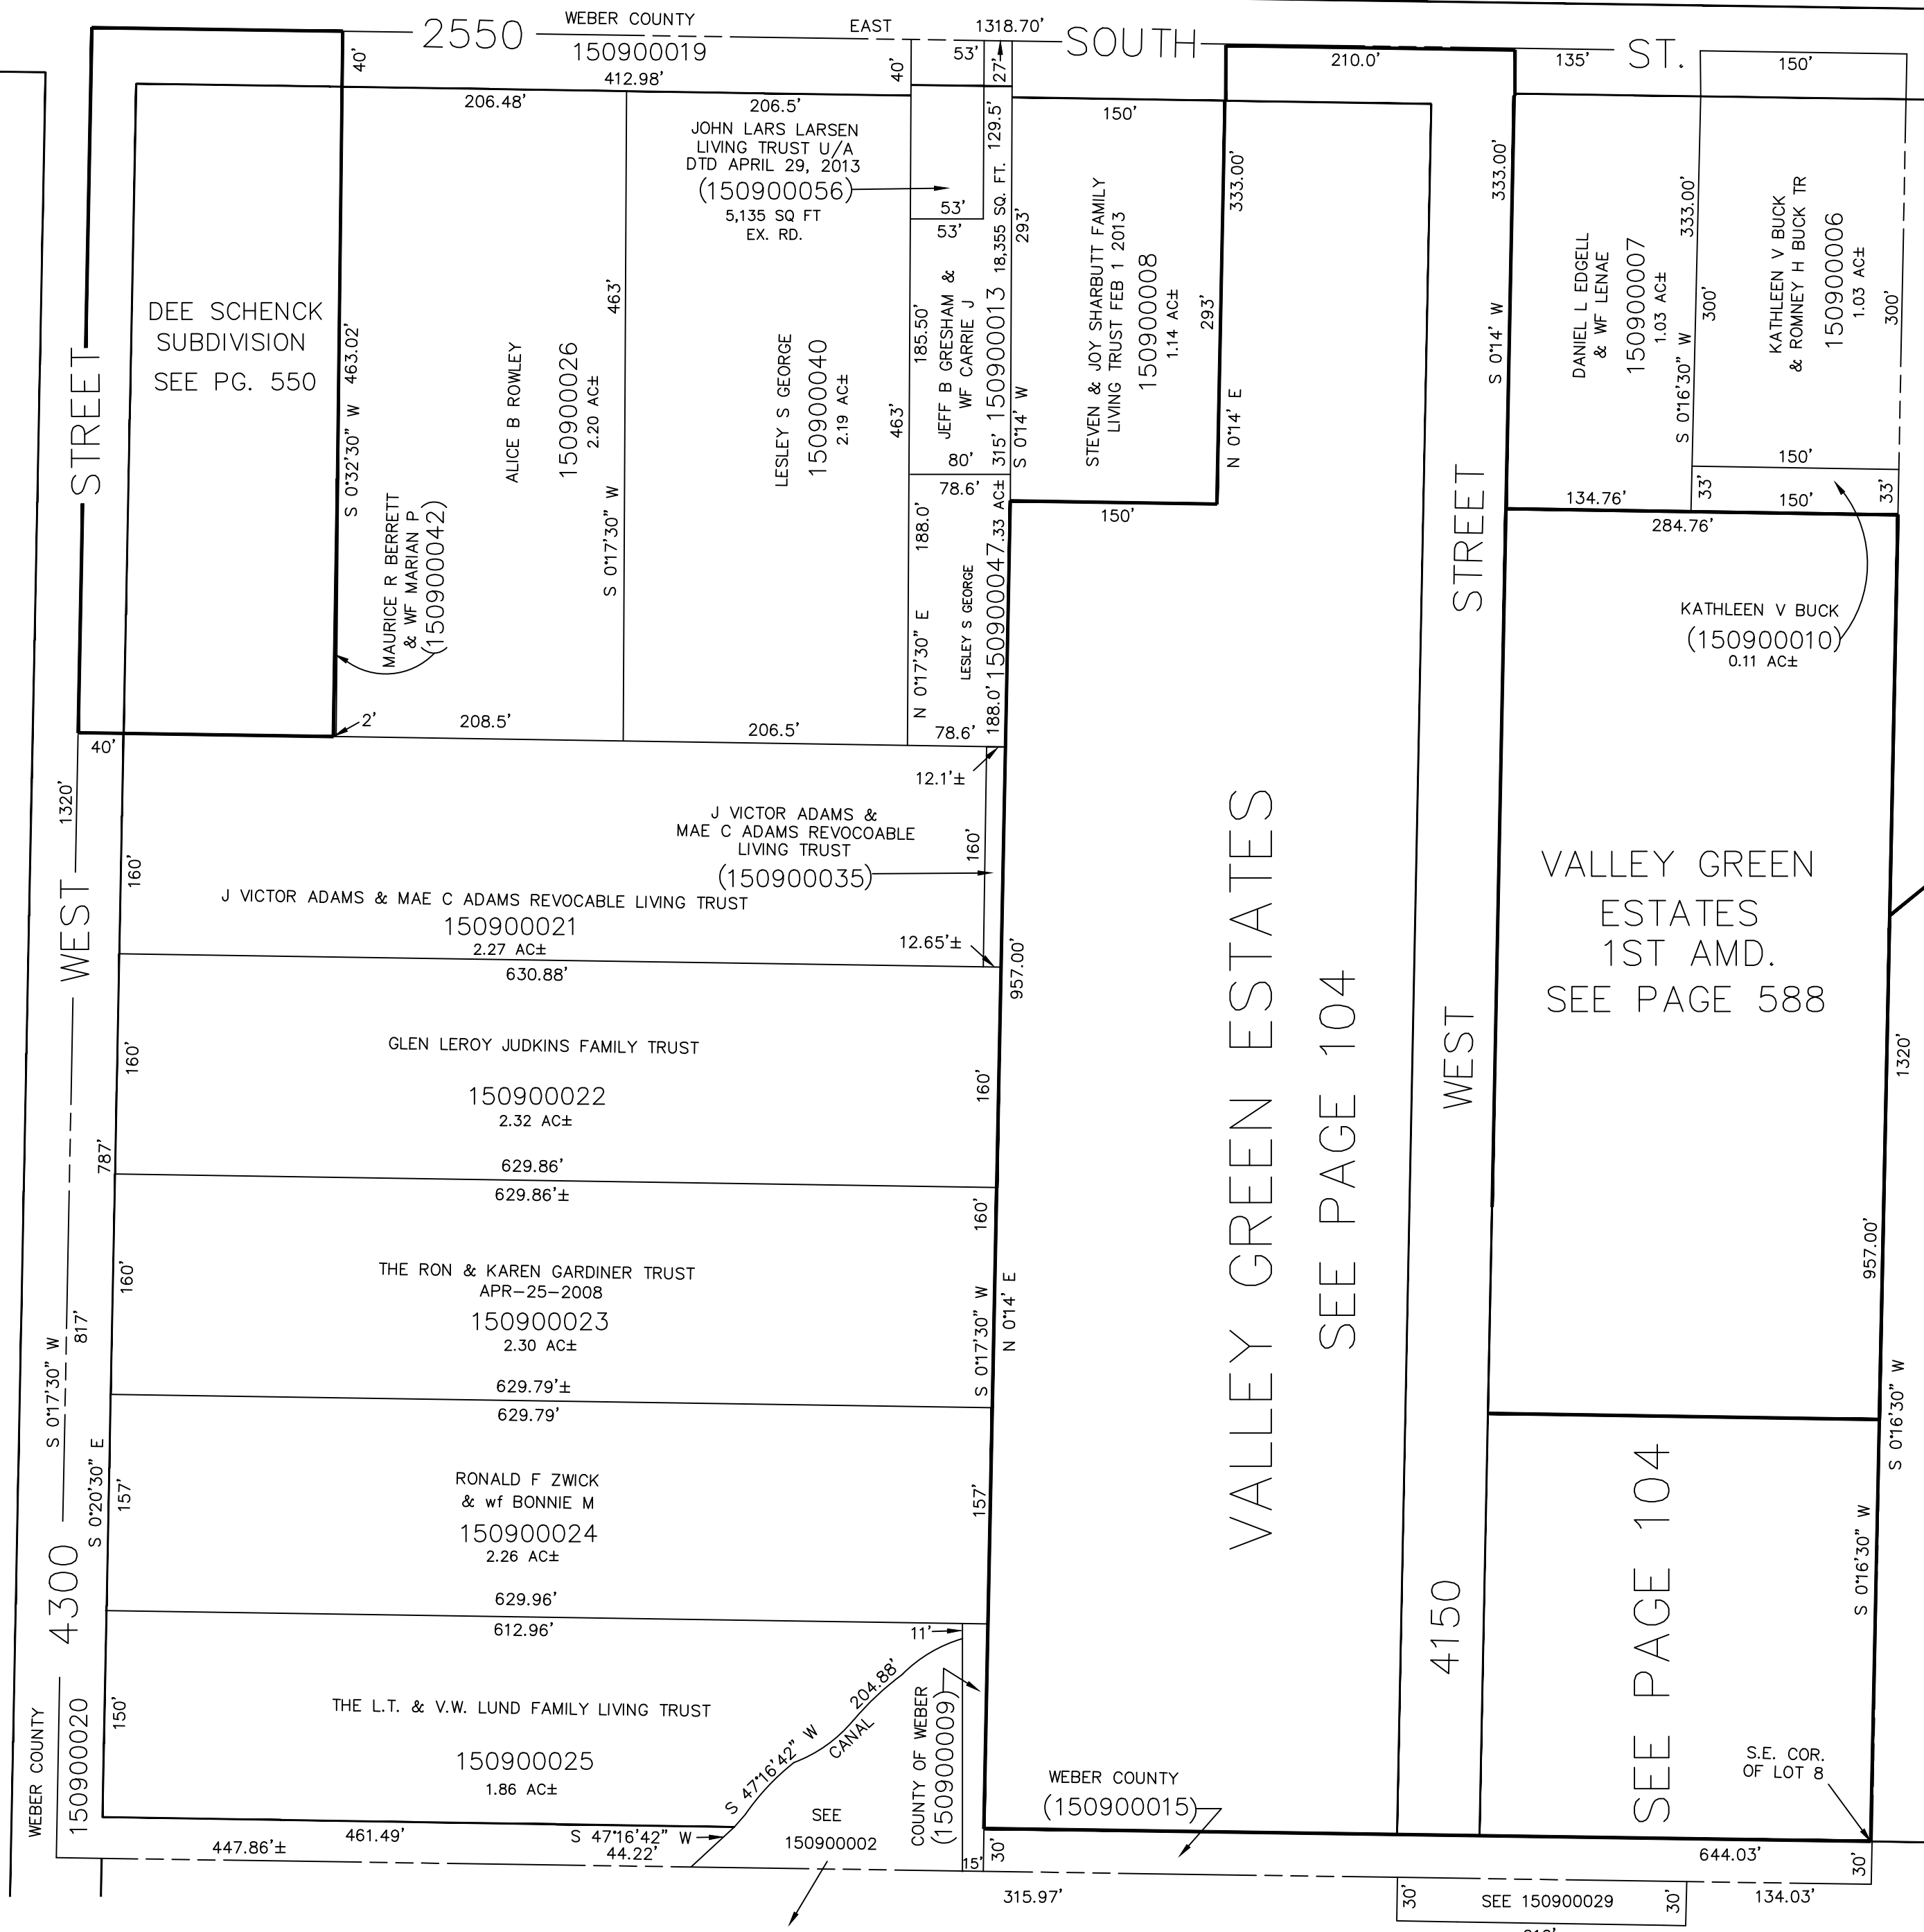 WEBER COUNTY
2550
150900019
EAST
1318.70'
SOUTH
ST.
40'
412.98'
40'
53'
27'
210.0'
135'
150'
206.48'
206.5'
JOHN LARS LARSEN
LIVING TRUST U/A
DTD APRIL 29, 2013
(150900056)
5,135 SQ FT
EX. RD.
53'
53'
129.5'
18,355 SQ. FT.
150900013
315'
150'
293'
S 0°14' W
STEVEN & JOY SHARBUTT FAMILY
LIVING TRUST FEB 1 2013
150900008
1.14 AC±
293'
333.00'
N 0°14' E
150'
333.00'
S 0°14' W
DANIEL L EDGELL
& WF LENAE
150900007
1.03 AC±
333.00'
S 0°16'30" W
300'
KATHLEEN V BUCK
& ROMNEY H BUCK TR
150900006
1.03 AC±
300'
150'
33'
150'
33'
134.76'
284.76'
KATHLEEN V BUCK
(150900010)
0.11 AC±
DEE SCHENCK
SUBDIVISION
SEE PG. 550
STREET
S 0°32'30" W 463.02'
MAURICE R BERRETT
& WF MARIAN P
(150900042)
ALICE B ROWLEY
150900026
2.20 AC±
463'
S 0°17'30" W
LESLEY S GEORGE
150900040
2.19 AC±
463'
185.50'
JEFF B GRESHAM &
WF CARRIE J
80'
78.6'
188.0'
N 0°17'30" E
LESLEY S GEORGE
188.0'
150900047
.33 AC±
78.6'
2'
208.5'
206.5'
40'
12.1'±
1320'
WEST
160'
J VICTOR ADAMS &
MAE C ADAMS REVOCOABLE
LIVING TRUST
(150900035)
160'
J VICTOR ADAMS & MAE C ADAMS REVOCABLE LIVING TRUST
150900021
2.27 AC±
12.65'±
630.88'
957.00'
GLEN LEROY JUDKINS FAMILY TRUST
150900022
2.32 AC±
160'
160'
629.86'
787'
629.86'±
160'
THE RON & KAREN GARDINER TRUST
APR-25-2008
150900023
2.30 AC±
160'
629.79'±
S 0°17'30" W
N 0°14' E
817'
S 0°17'30" W
629.79'
S 0°20'30" E
157'
RONALD F ZWICK
& wf BONNIE M
150900024
2.26 AC±
157'
629.96'
4300
612.96'
11'
204.88'
S 47°16'42" W
CANAL
WEBER COUNTY
150900020
150'
THE L.T. & V.W. LUND FAMILY LIVING TRUST
150900025
1.86 AC±
COUNTY OF WEBER
(150900009)
461.49'
447.86'±
S 47°16'42" W
44.22'
SEE
150900002
15'
30'
WEBER COUNTY
(150900015)
315.97'
VALLEY GREEN ESTATES
SEE PAGE 104
STREET
WEST
4150
VALLEY GREEN
ESTATES
1ST AMD.
SEE PAGE 588
1320'
957.00'
S 0°16'30" W
S 0°16'30" W
SEE PAGE 104
S.E. COR.
OF LOT 8
644.03'
30'
30'
SEE 150900029
30'
134.03'